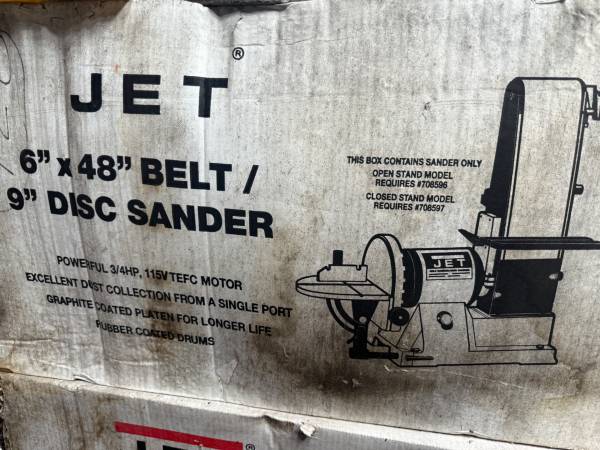 JET®
6” x 48” BELT /
9” DISC SANDER
POWERFUL 3/4HP, 115V TEFC MOTOR
EXCELLENT DUST COLLECTION FROM A SINGLE PORT
GRAPHITE COATED PLATEN FOR LONGER LIFE
RUBBER COATED DRUMS
THIS BOX CONTAINS SANDER ONLY
OPEN STAND MODEL
REQUIRES #708596
CLOSED STAND MODEL
REQUIRES #708597
JET
JET®